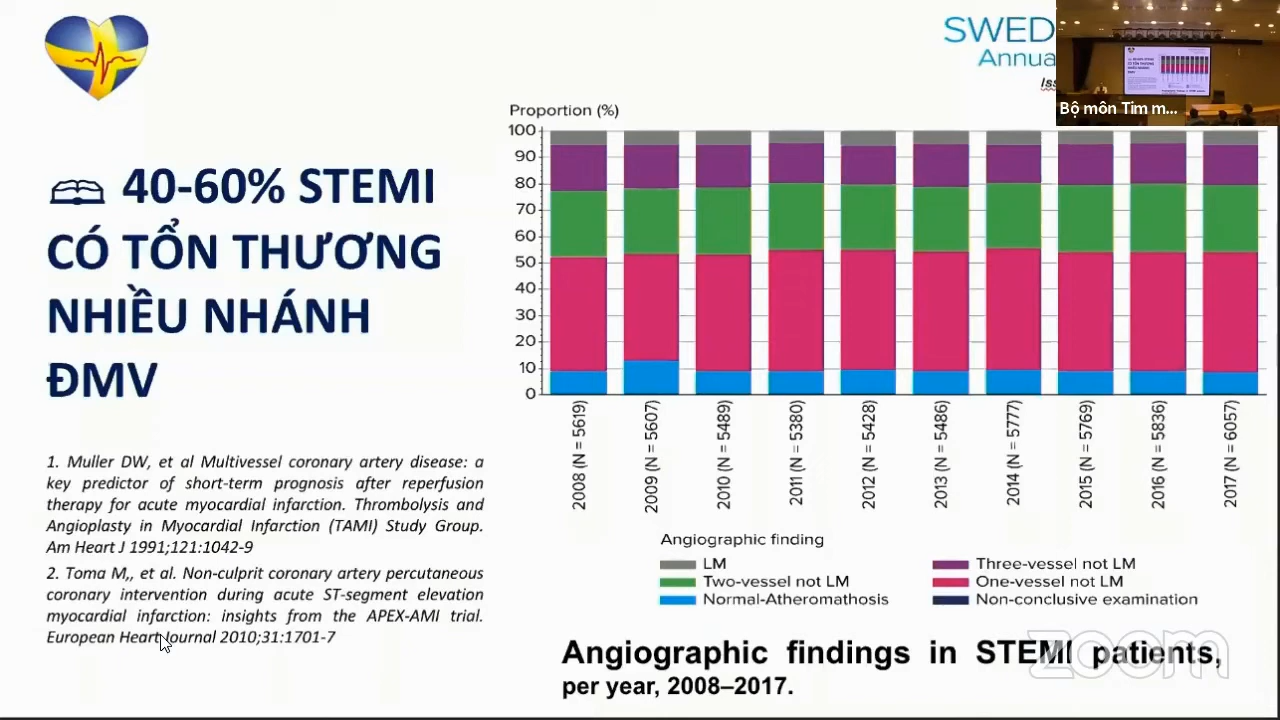 SWED
Annua
Iss
Bộ môn Tim m...
40-60% STEMI
CÓ TỔN THƯƠNG
NHIỀU NHÁNH
ĐMV
1. Muller DW, et al Multivessel coronary artery disease: a
key predictor of short-term prognosis after reperfusion
therapy for acute myocardial infarction. Thrombolysis and
Angioplasty in Myocardial Infarction (TAMI) Study Group.
Am Heart J 1991;121:1042-9
2. Toma M,, et al. Non-culprit coronary artery percutaneous
coronary intervention during acute ST-segment elevation
myocardial infarction: insights from the APEX-AMI trial.
European Heart Journal 2010;31:1701-7
Proportion (%)
100
90
80
70
60
50
40
30
20
10
0
2008 (N = 5619)
2009 (N = 5607)
2010 (N = 5489)
2011 (N = 5380)
2012 (N = 5428)
2013 (N = 5486)
2014 (N = 5777)
2015 (N = 5769)
2016 (N = 5836)
2017 (N = 6057)
Angiographic finding
LM
Two-vessel not LM
Normal-Atheromathosis
Three-vessel not LM
One-vessel not LM
Non-conclusive examination
Angiographic findings in STEMI patients,
per year, 2008–2017.
zoom